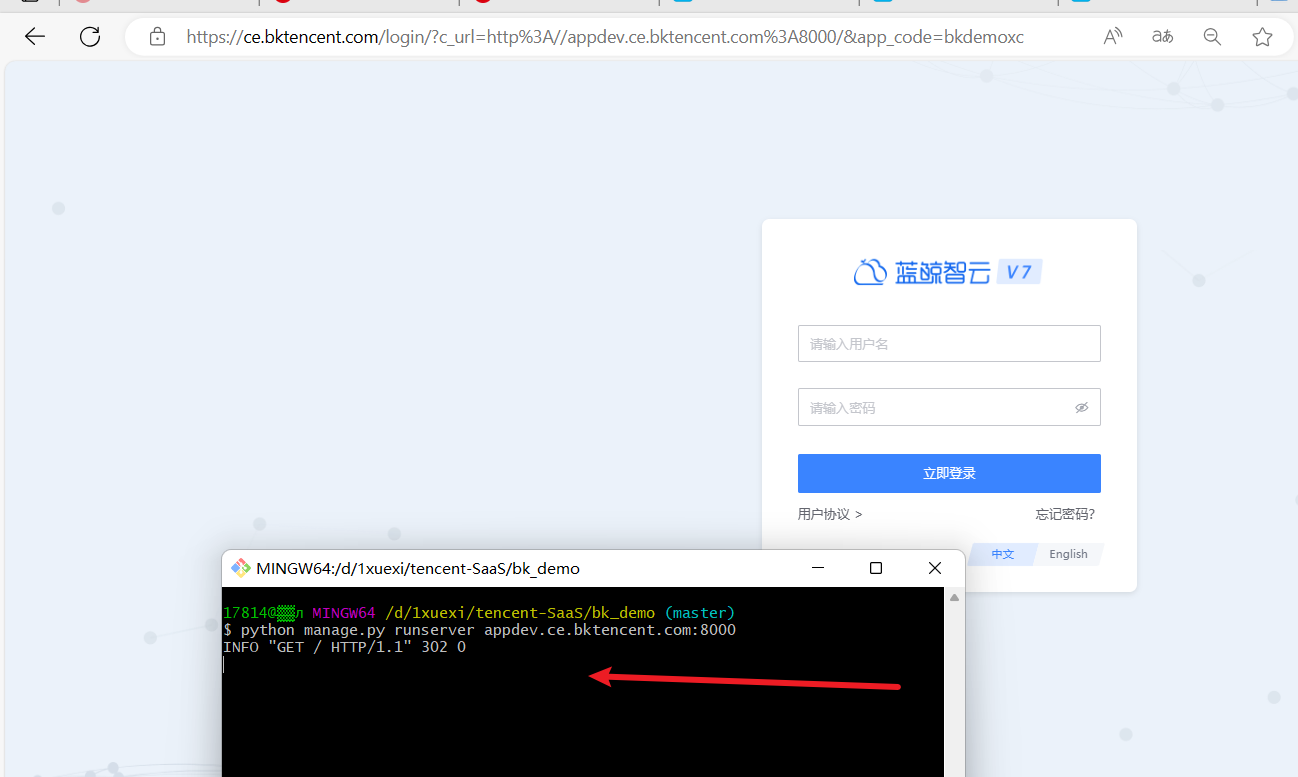 https://ce.bktencent.com/login/?c_url=http%3A//appdev.ce.bktencent.com%3A8000/&app_code=bkdemoxc
蓝鲸智云 V7
请输入用户名
请输入密码
立即登录
用户协议 > 忘记密码?
中文 English
MINGW64:/d/1xuexi/tencent-SaaS/bk_demo
17814@▒▒л MINGW64 /d/1xuexi/tencent-SaaS/bk_demo (master)
$ python manage.py runserver appdev.ce.bktencent.com:8000
INFO "GET / HTTP/1.1" 302 0